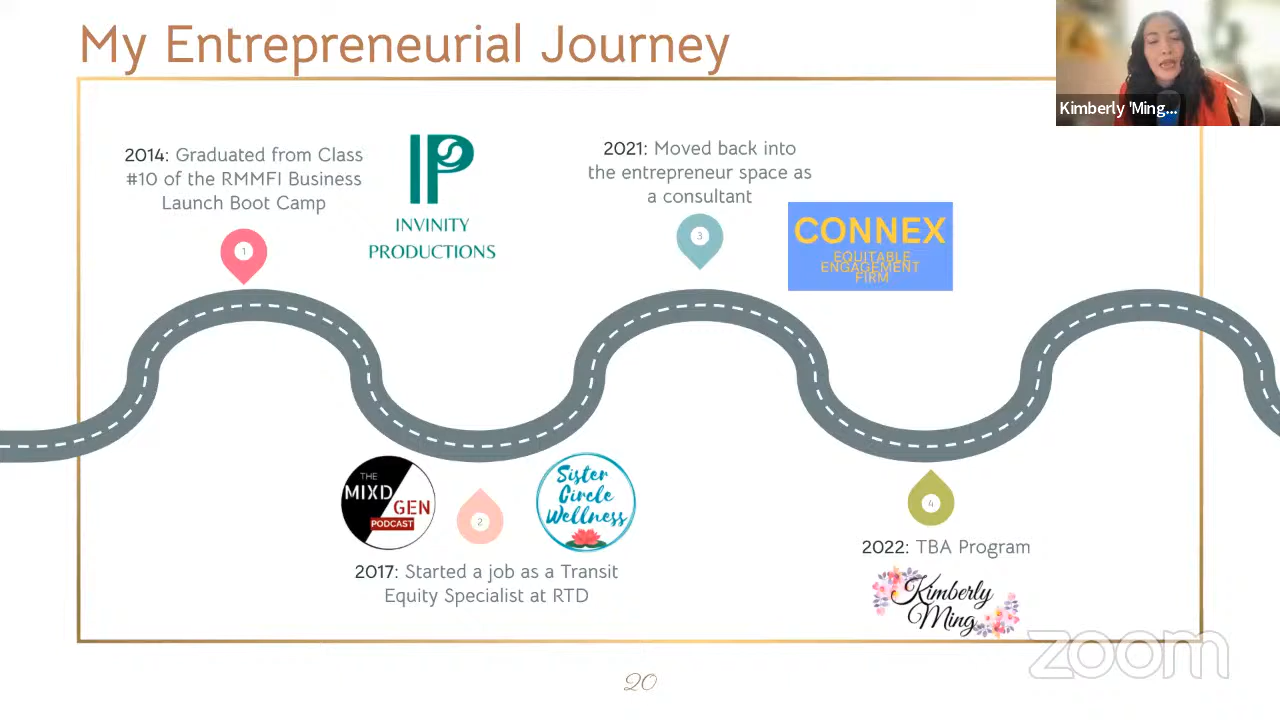 My Entrepreneurial Journey
Kimberly 'Ming...
2014: Graduated from Class
#10 of the RMMFI Business
Launch Boot Camp
1
IP
INVINITY
PRODUCTIONS
2021: Moved back into
the entrepreneur space as
a consultant
3
CONNEX
EQUITABLE
ENGAGEMENT
FIRM
THE
MIXD
GEN
PODCAST
2
Sister
Circle
Wellness
2017: Started a job as a Transit
Equity Specialist at RTD
4
2022: TBA Program
Kimberly
Ming
zoom
20